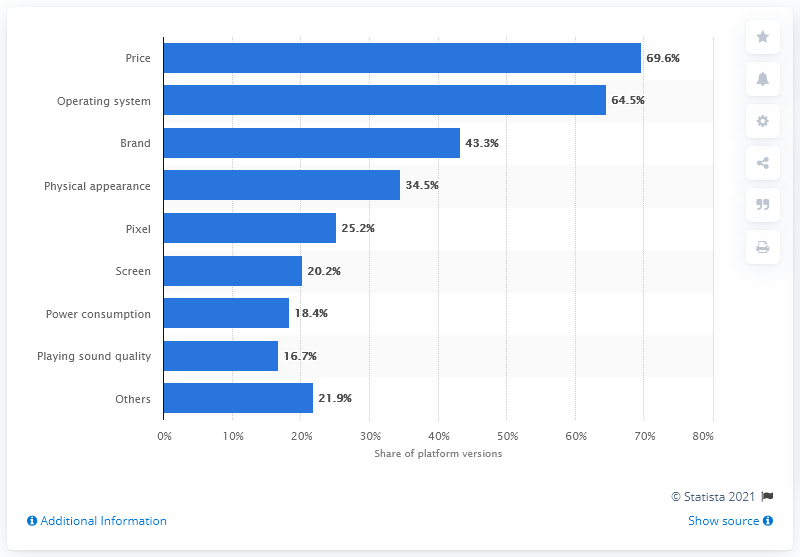 Price 69.6%
Operating system 64.5%
Brand 43.3%
Physical appearance 34.5%
Pixel 25.2%
Screen 20.2%
Power consumption 18.4%
Playing sound quality 16.7%
Others 21.9%
0% 10% 20% 30% 40% 50% 60% 70% 80%
Share of platform versions
© Statista 2021
Additional Information Show source